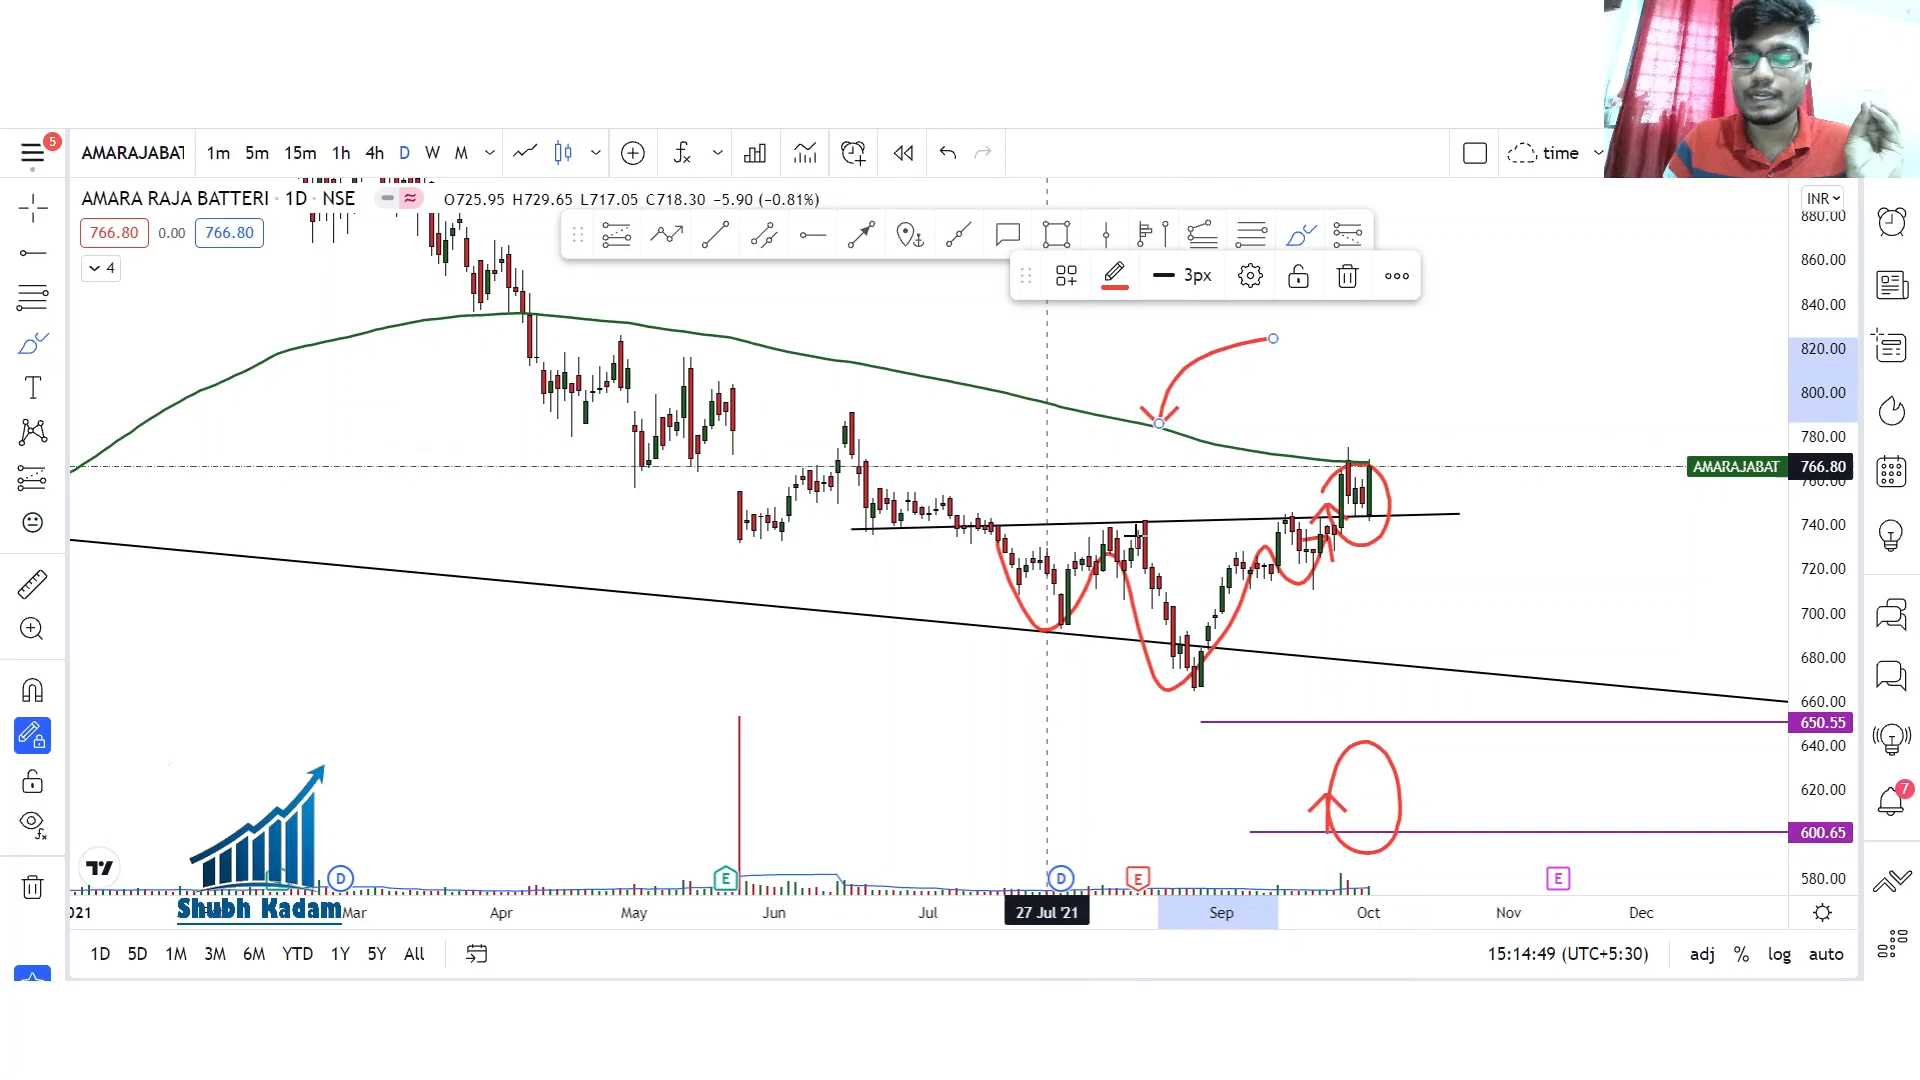 5
AMARAJABAT 1m 5m 15m 1h 4h D W M time
AMARA RAJA BATTERI · 1D · NSE O725.95 H729.65 L717.05 C718.30 −5.90 (−0.81%) INR
766.80 0.00 766.80
4
3px
880.00
860.00
840.00
820.00
800.00
780.00
AMARAJABAT 766.80
760.00
740.00
720.00
700.00
680.00
660.00
650.55
640.00
620.00
7
600.65
580.00
D E D E E
Shubh Kadam
2021 Mar Apr May Jun Jul 27 Jul '21 Sep Oct Nov Dec
1D 5D 1M 3M 6M YTD 1Y 5Y All 15:14:49 (UTC+5:30) adj % log auto